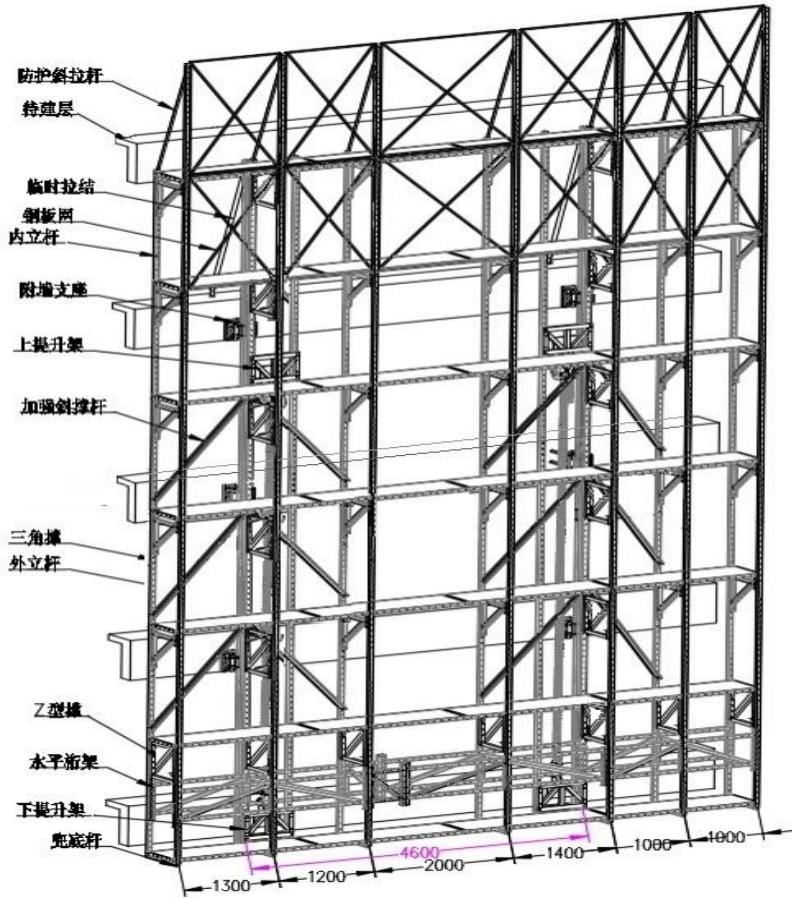 防护斜拉杆
待建层
临时拉结
钢板网
内立杆
附墙支座
上提升架
加强斜撑杆
三角撑
外立杆
Z型撑
水平桁架
下提升架
兜底杆
4600
1300
1200
2000
1400
1000
1000